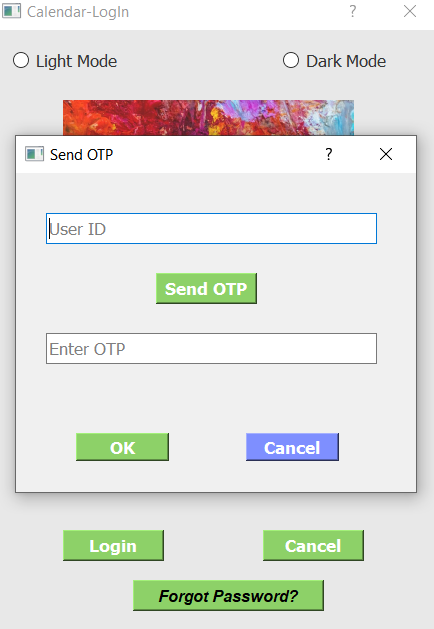 Calendar-LogIn ?
Light Mode Dark Mode
Send OTP ?
User ID
Send OTP
Enter OTP
OK Cancel
Login Cancel
Forgot Password?